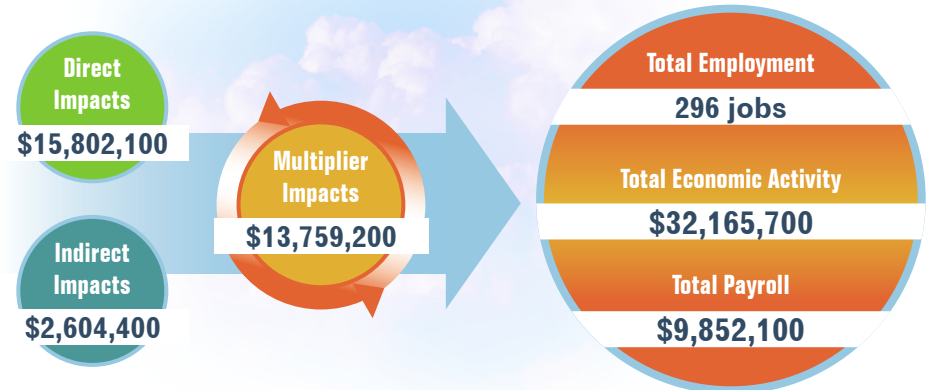 Direct
Impacts
$15,802,100
Indirect
Impacts
$2,604,400
Multiplier
Impacts
$13,759,200
Total Employment
296 jobs
Total Economic Activity
$32,165,700
Total Payroll
$9,852,100